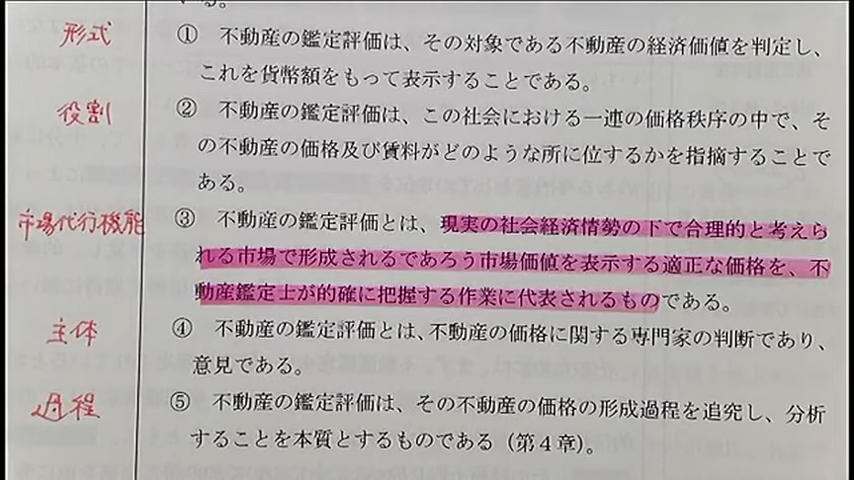 いる。
形式
① 不動産の鑑定評価は、その対象である不動産の経済価値を判定し、
これを貨幣額をもって表示することである。
役割
② 不動産の鑑定評価は、この社会における一連の価格秩序の中で、そ
の不動産の価格及び賃料がどのような所に位するかを指摘することで
ある。
市場代行機能
③ 不動産の鑑定評価とは、現実の社会経済情勢の下で合理的と考えら
れる市場で形成されるであろう市場価値を表示する適正な価格を、不
動産鑑定士が的確に把握する作業に代表されるものである。
主体
④ 不動産の鑑定評価とは、不動産の価格に関する専門家の判断であり、
意見である。
過程
⑤ 不動産の鑑定評価は、その不動産の価格の形成過程を追究し、分析
することを本質とするものである(第4章)。